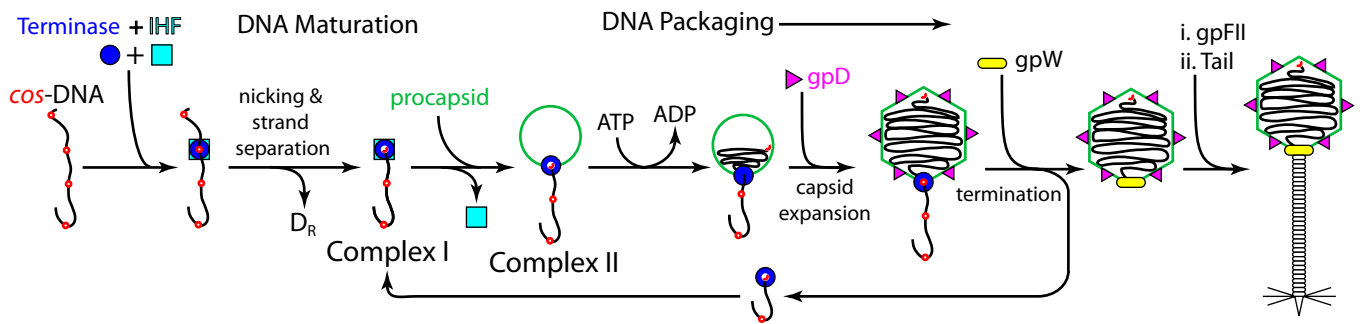 Terminase + IHF
+
DNA Maturation
DNA Packaging
cos-DNA
nicking &
strand
separation
D_R
Complex I
procapsid
Complex II
ATP
ADP
gpD
capsid
expansion
gpW
termination
i. gpFII
ii. Tail